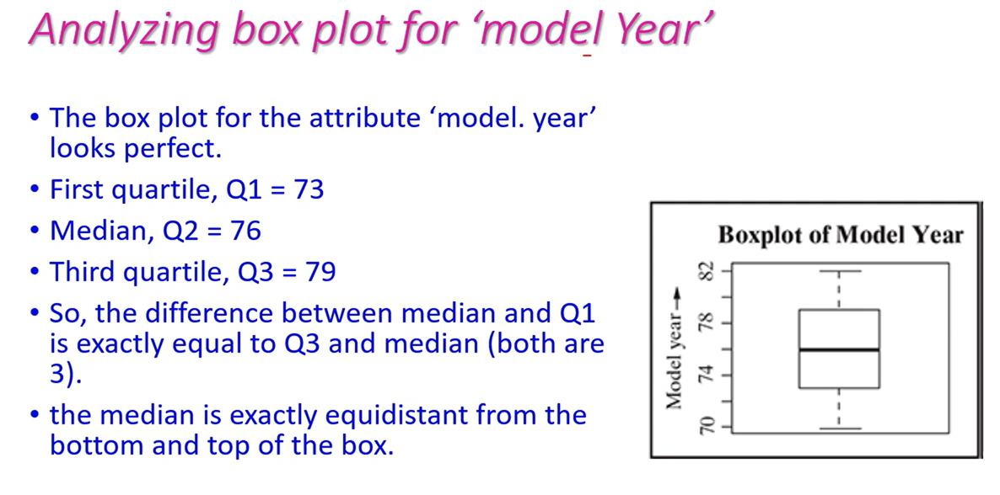 Analyzing box plot for ‘model Year’
• The box plot for the attribute ‘model. year’
looks perfect.
• First quartile, Q1 = 73
• Median, Q2 = 76
• Third quartile, Q3 = 79
• So, the difference between median and Q1
is exactly equal to Q3 and median (both are
3).
• the median is exactly equidistant from the
bottom and top of the box.
Boxplot of Model Year
Model year
82
78
74
70